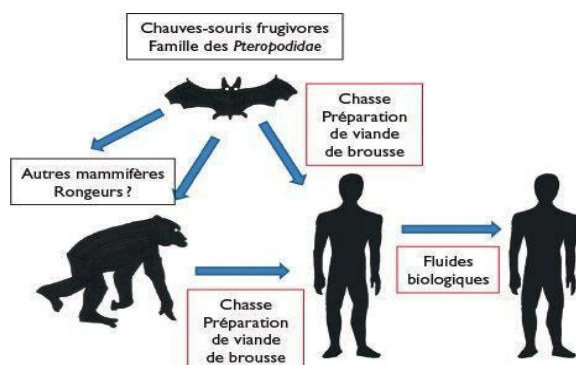 Chauves-souris frugivores
Famille des Pteropodidae
Chasse
Préparation
de viande
de brousse
Autres mammifères
Rongeurs ?
Fluides
biologiques
Chasse
Préparation
de viande
de brousse